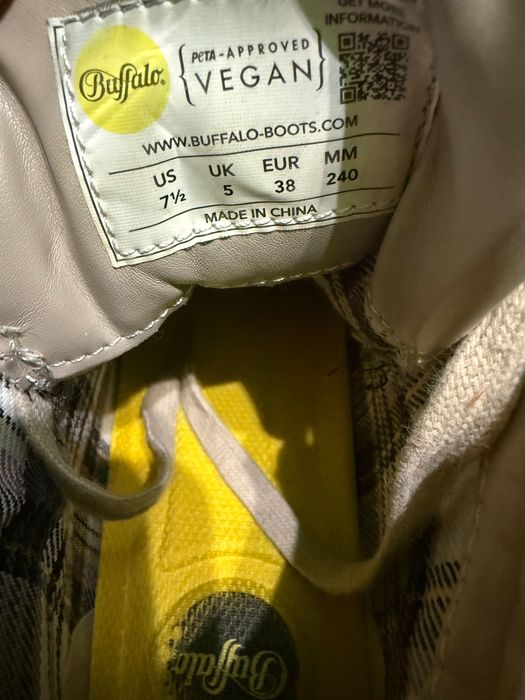 GET MORE
INFORMATION
Buffalo®
{PETA-APPROVED
VEGAN}
WWW.BUFFALO-BOOTS.COM
US UK EUR MM
7½ 5 38 240
MADE IN CHINA
Buffalo®